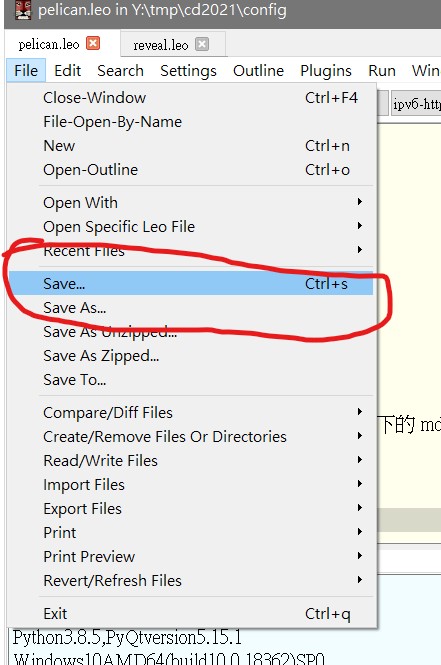 pelican.leo in Y:\tmp\cd2021\config
pelican.leo reveal.leo
File Edit Search Settings Outline Plugins Run
Close-Window Ctrl+F4
File-Open-By-Name
New Ctrl+n
Open-Outline Ctrl+o
Open With
Open Specific Leo File
Recent Files
Save... Ctrl+s
Save As...
Save As Unzipped...
Save As Zipped...
Save To...
Compare/Diff Files
下的
Create/Remove Files Or Directories
Read/Write Files
Import Files
Export Files
Print
Print Preview
Revert/Refresh Files
Exit Ctrl+q
Python3.8.5,PyQtversion5.15.1
Windows10AMD64(build10.0.18362)SP0